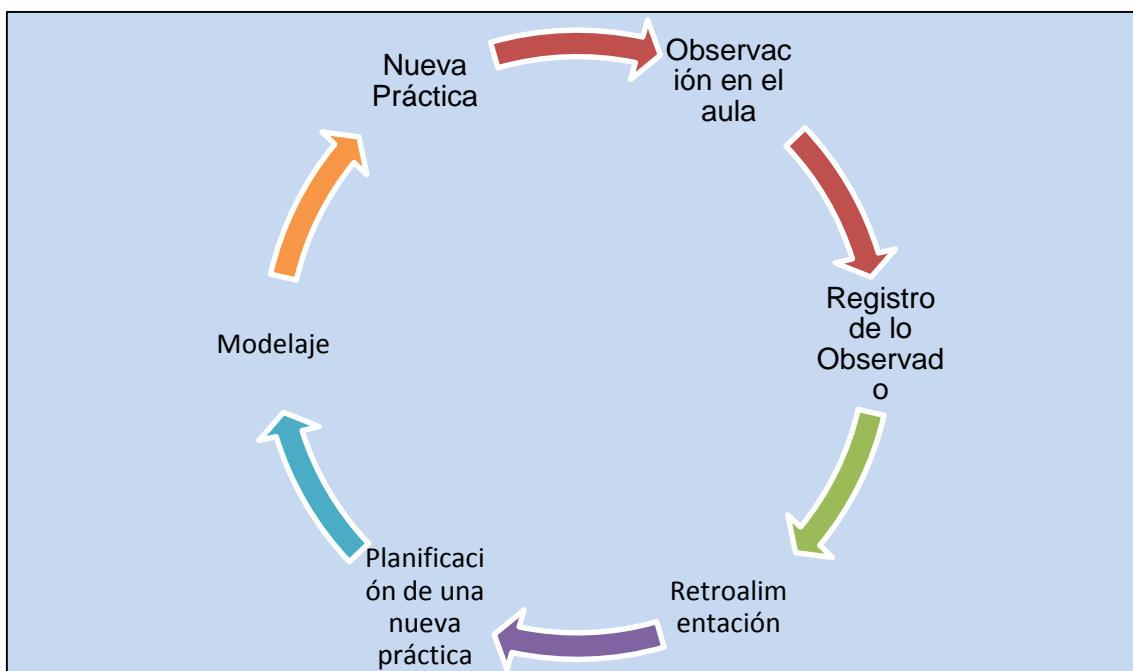 Nueva
Práctica
Observac
ión en el
aula
Registro
de lo
Observad
o
Retroalim
entación
Planificaci
ón de una
nueva
práctica
Modelaje